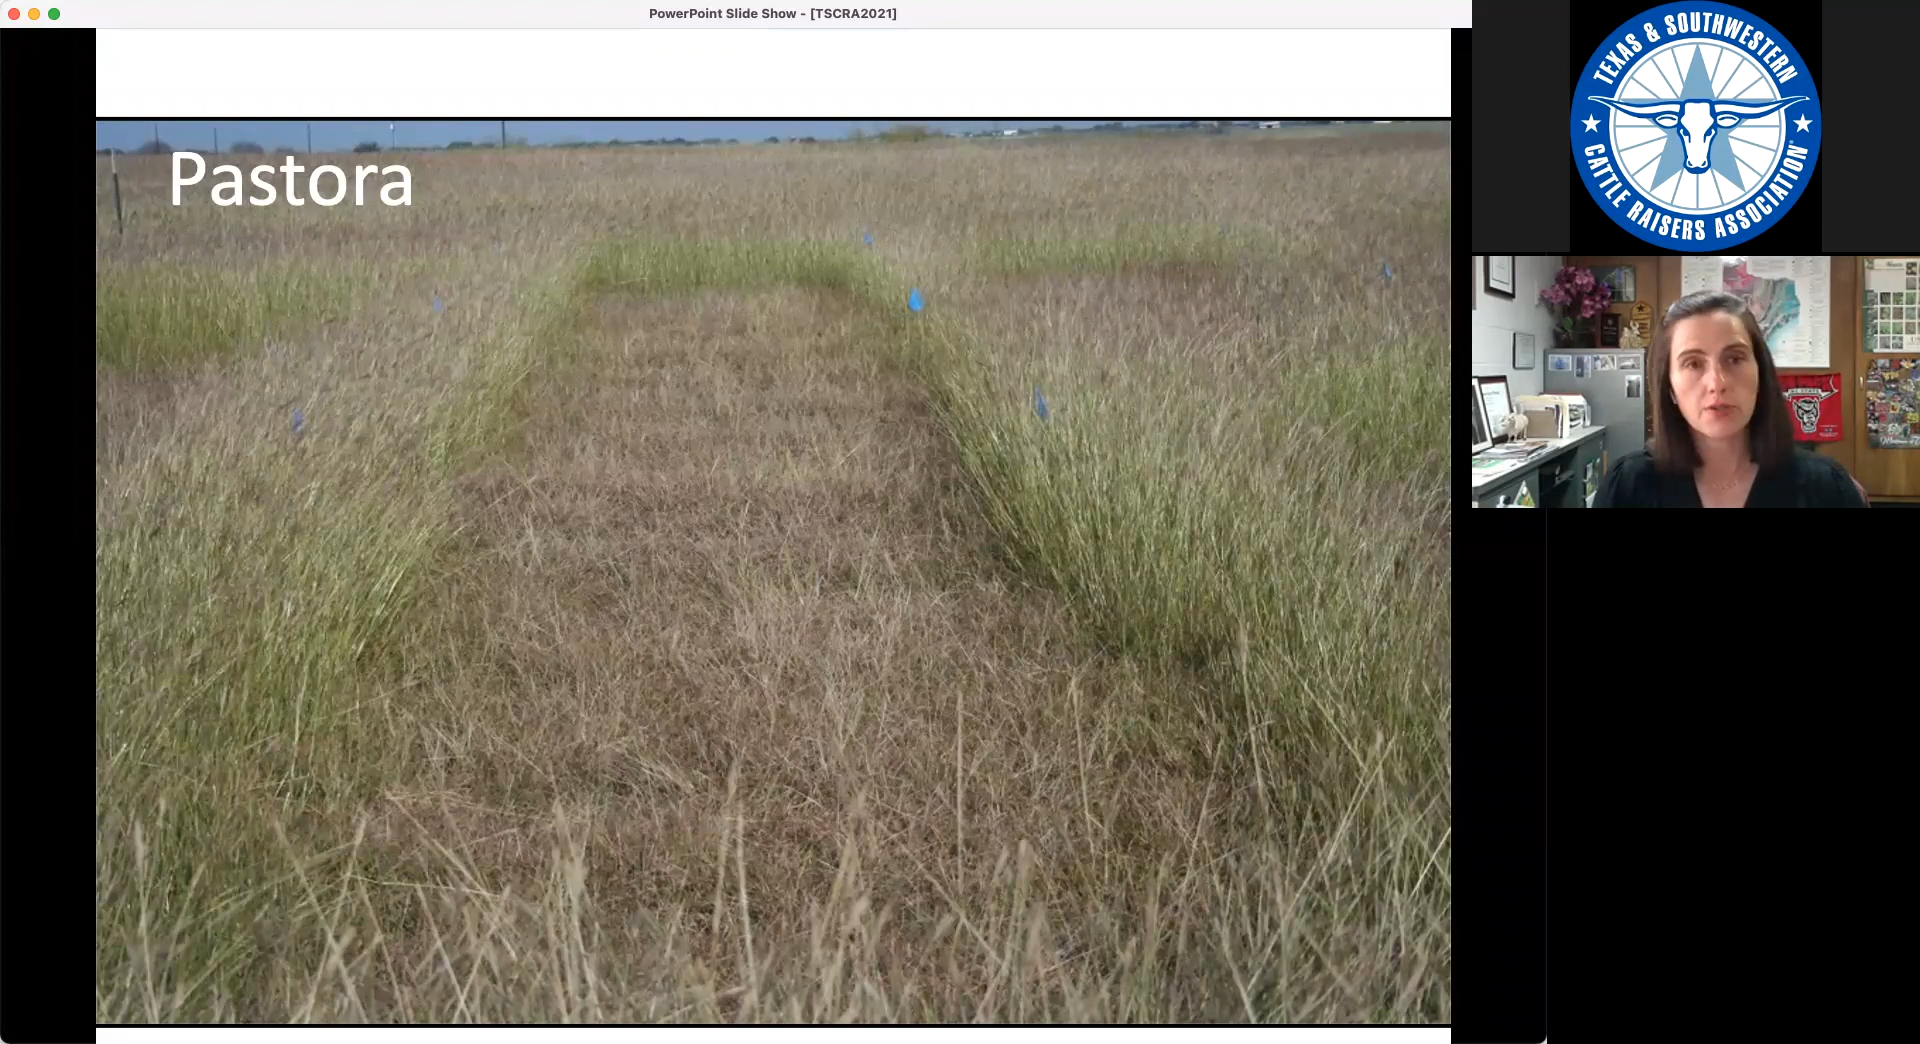 PowerPoint Slide Show - [TSCRA2021]
Pastora
TEXAS & SOUTHWESTERN
CATTLE RAISERS ASSOCIATION